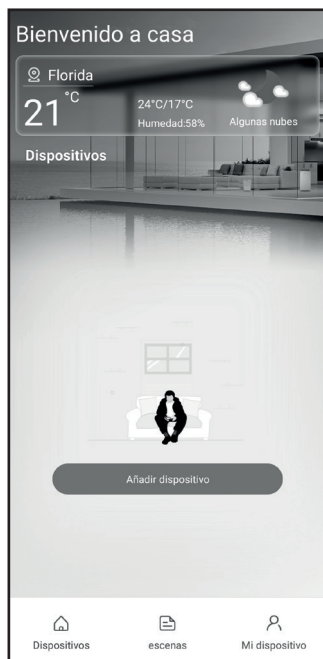 Bienvenido a casa
Florida
21°C
24°C/17°C
Humedad:58%
Algunas nubes
Dispositivos
Añadir dispositivo
Dispositivos
escenas
Mi dispositivo